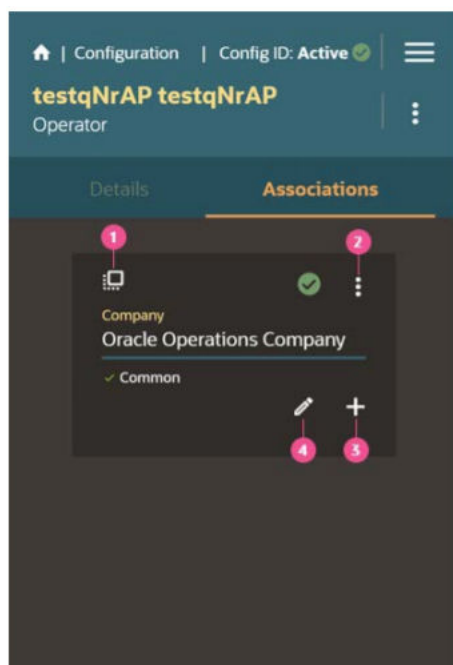 | Configuration | Config ID: Active
testqNrAP testqNrAP
Operator
Details Associations
1 2
Company
Oracle Operations Company
Common
4 3